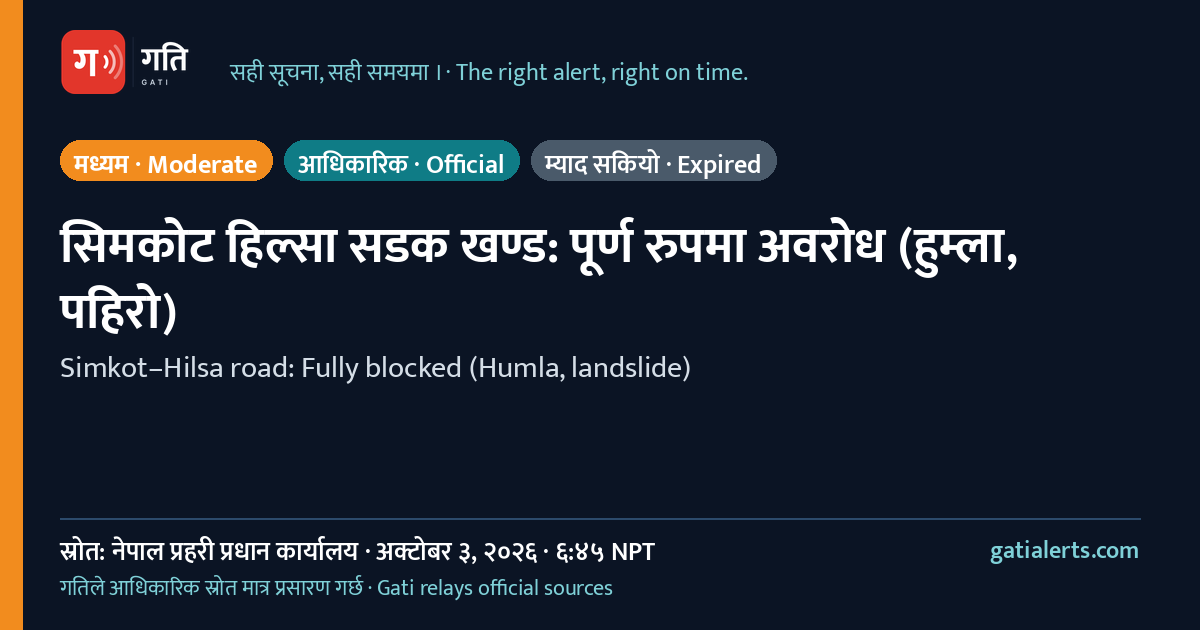 ग गति
GATI
सही सूचना, सही समयमा । · The right alert, right on time.
मध्यम · Moderate
आधिकारिक · Official
म्याद सकियो · Expired
सिमकोट हिल्सा सडक खण्ड: पूर्ण रुपमा अवरोध (हुम्ला,
पहिरो)
Simkot–Hilsa road: Fully blocked (Humla, landslide)
स्रोत: नेपाल प्रहरी प्रधान कार्यालय · अक्टोबर ३, २०२६ · ६:४५ NPT
gatialerts.com
गतिले आधिकारिक स्रोत मात्र प्रसारण गर्छ · Gati relays official sources